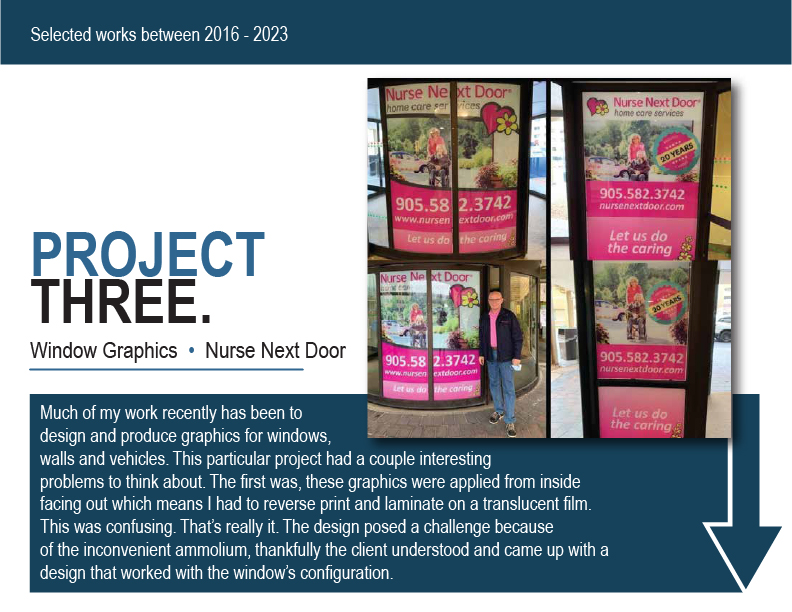 Selected works between 2016 - 2023
PROJECT
THREE.
Window Graphics • Nurse Next Door
Much of my work recently has been to
design and produce graphics for windows,
walls and vehicles. This particular project had a couple interesting
problems to think about. The first was, these graphics were applied from inside
facing out which means I had to reverse print and laminate on a translucent film.
This was confusing. That's really it. The design posed a challenge because
of the inconvenient ammolium, thankfully the client understood and came up with a
design that worked with the window's configuration.
Nurse Ne xt Door
home care ser vices
905.58 2.3742
www.nursen extdoor.com
Let us do the caring
Nurse Next Door
home care services
20 YEARS
905.582.3742
nursenextdoor.com
Let us do
the caring
Nurse Ne xt Door
905.58 2.3742
www.nursen extdoor.com
Let us do the caring
20 YEARS
905.582.3742
nursenextdoor.com
Let us do
the caring